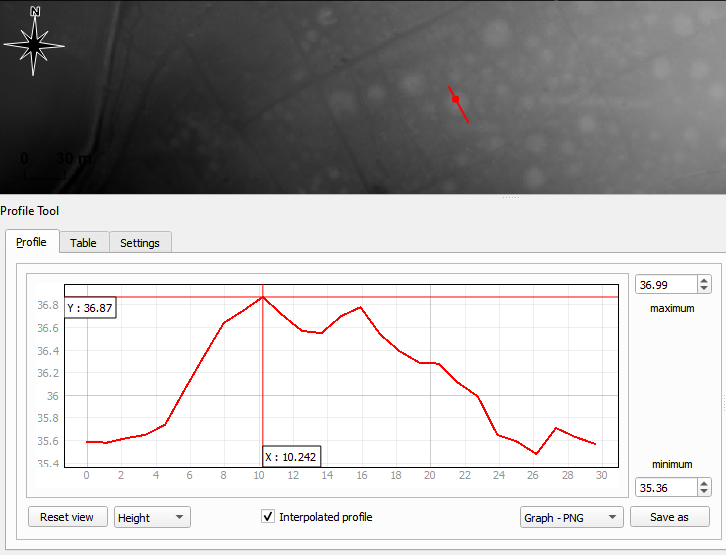 N
0 30 m
Profile Tool
Profile Table Settings
36.99
maximum
36.8
Y : 36.87
36.6
36.4
36.2
36
35.8
35.6
35.4
X : 10.242
0 2 4 6 8 10 12 14 16 18 20 22 24 26 28 30
minimum
35.36
Reset view Height Interpolated profile Graph - PNG Save as